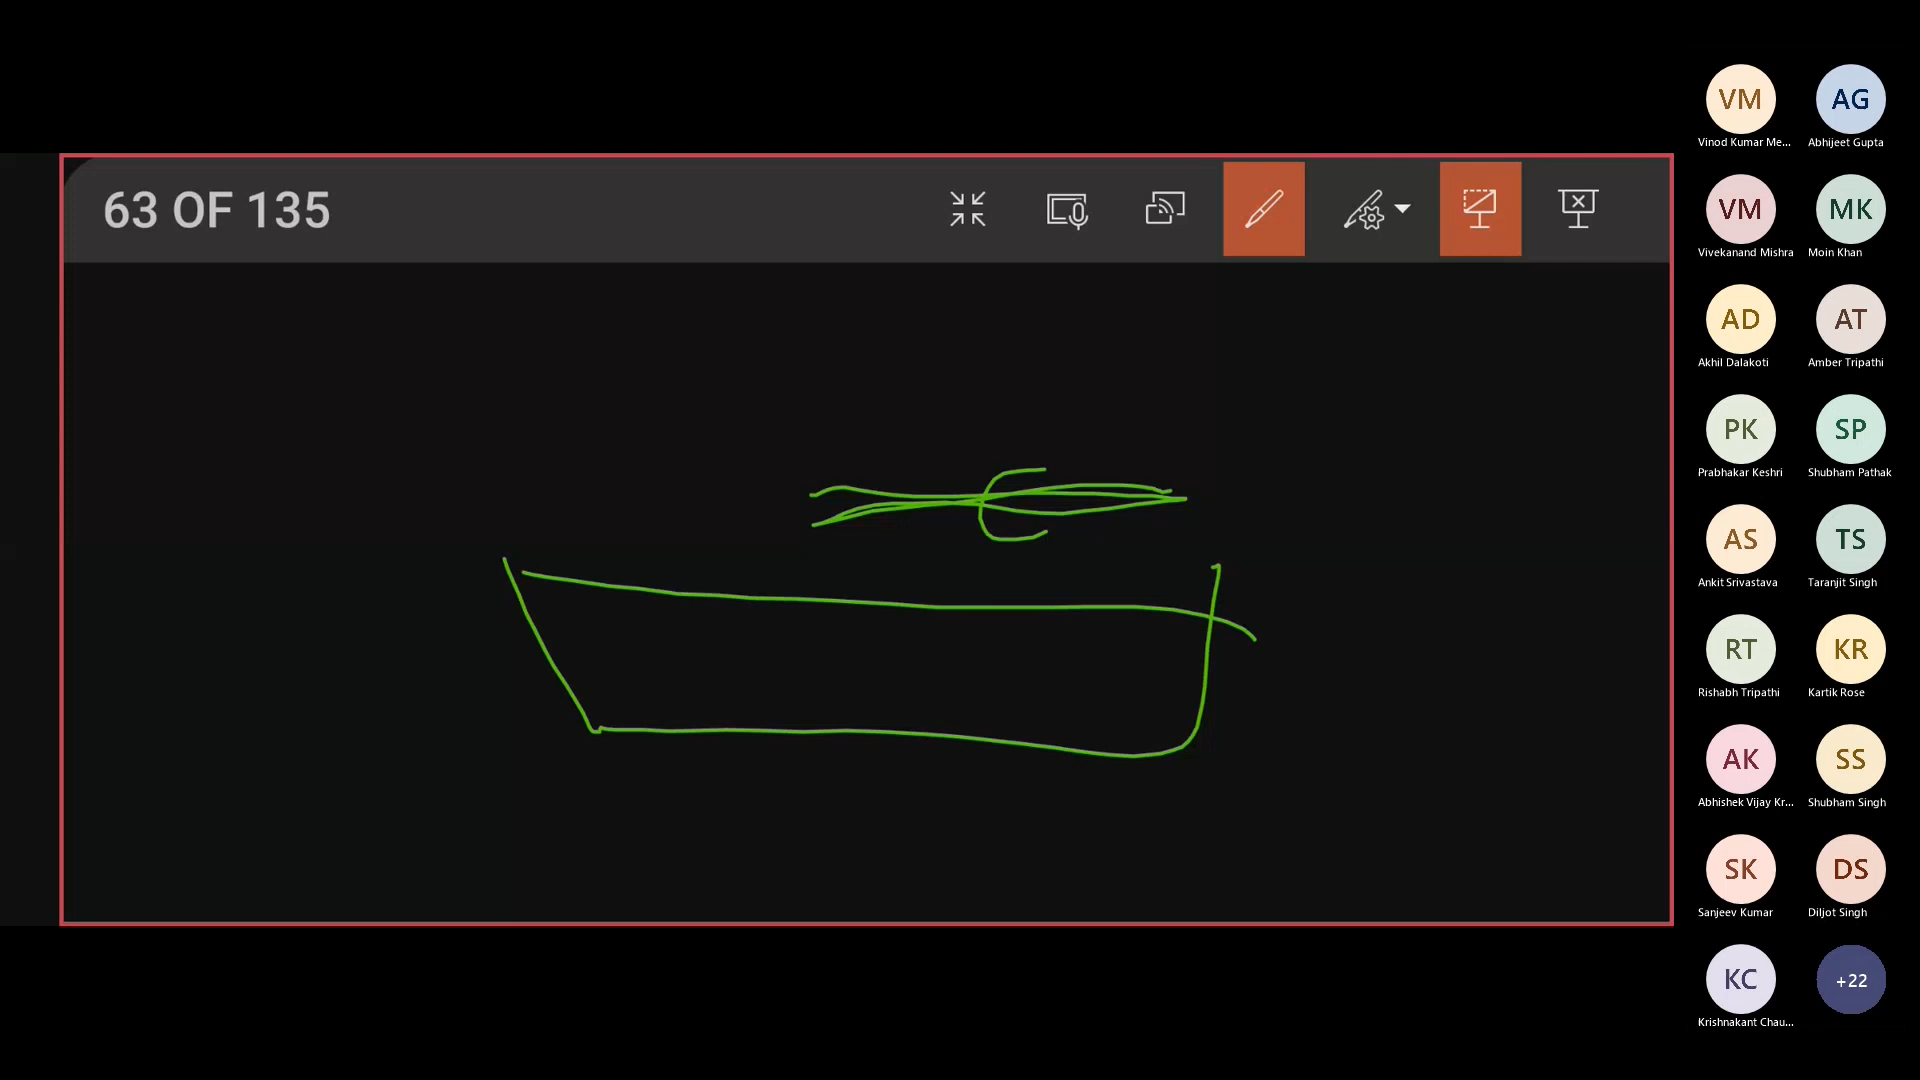 63 OF 135
VM
Vinod Kumar Me...
AG
Abhijeet Gupta
VM
Vivekanand Mishra
MK
Moin Khan
AD
Akhil Dalakoti
AT
Amber Tripathi
PK
Prabhakar Keshri
SP
Shubham Pathak
AS
Ankit Srivastava
TS
Taranjit Singh
RT
Rishabh Tripathi
KR
Kartik Rose
AK
Abhishek Vijay Kr...
SS
Shubham Singh
SK
Sanjeev Kumar
DS
Diljot Singh
KC
Krishnakant Chau...
+22